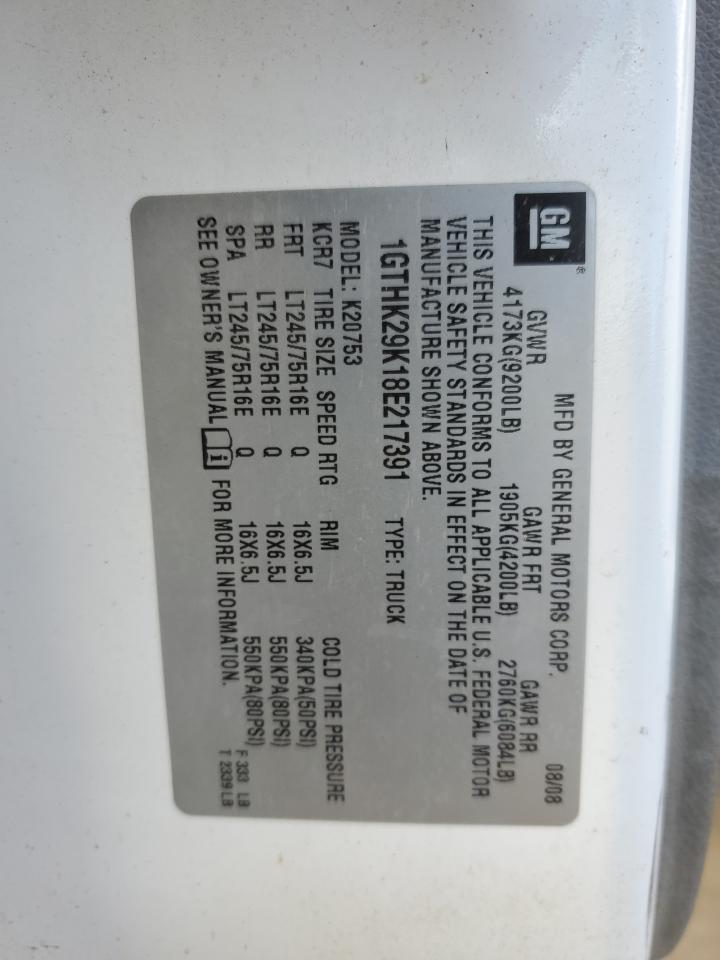 GM ®
MFD BY GENERAL MOTORS CORP. 08/08
GVWR GAWR FRT GAWR RR
4173KG(9200LB) 1905KG(4200LB) 2760KG(6084LB)
THIS VEHICLE CONFORMS TO ALL APPLICABLE U.S. FEDERAL MOTOR
VEHICLE SAFETY STANDARDS IN EFFECT ON THE DATE OF
MANUFACTURE SHOWN ABOVE.
1GTHK29K18E217391 TYPE: TRUCK
MODEL: K20753
KCR7 TIRE SIZE SPEED RTG RIM COLD TIRE PRESSURE
FRT LT245/75R16E Q 16X6.5J 340KPA(50PSI)
RR LT245/75R16E Q 16X6.5J 550KPA(80PSI)
SPA LT245/75R16E Q 16X6.5J 550KPA(80PSI)
SEE OWNER'S MANUAL i FOR MORE INFORMATION.
F 333 LB
T 2339 LB